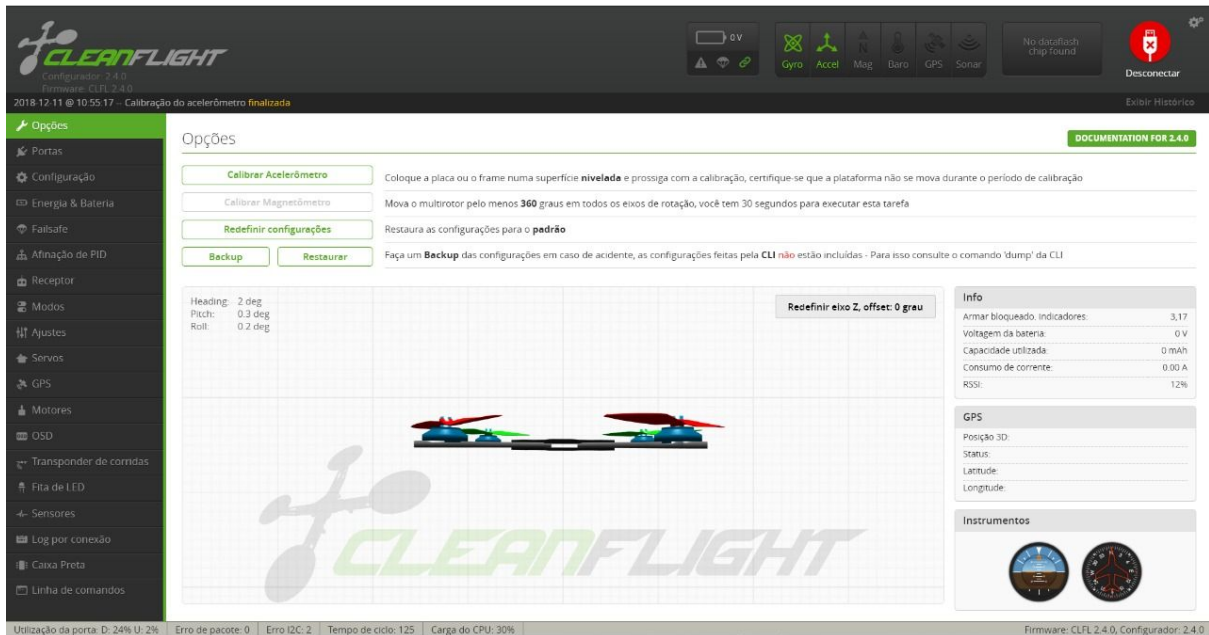 CLEANFLIGHT
Configurador: 2.4.0
Firmware: CLFL 2.4.0
0 V
Gyro
Accel
Mag
Baro
GPS
Sonar
No dataflash
chip found
Desconectar
2018-12-11 @ 10:55:17 -- Calibração do acelerômetro finalizada
Exibir Histórico
Opções
Portas
Configuração
Energia & Bateria
Failsafe
Afinação de PID
Receptor
Modos
Ajustes
Servos
GPS
Motores
OSD
Transponder de corridas
Fita de LED
Sensores
Log por conexão
Caixa Preta
Linha de comandos
Opções
DOCUMENTATION FOR 2.4.0
Calibrar Acelerômetro
Coloque a placa ou o frame numa superfície nivelada e prossiga com a calibração, certifique-se que a plataforma não se mova durante o período de calibração
Calibrar Magnetômetro
Mova o multirotor pelo menos 360 graus em todos os eixos de rotação, você tem 30 segundos para executar esta tarefa
Redefinir configurações
Restaura as configurações para o padrão
Backup
Restaurar
Faça um Backup das configurações em caso de acidente, as configurações feitas pela CLI não estão incluídas - Para isso consulte o comando 'dump' da CLI
Heading: 2 deg
Pitch: 0.3 deg
Roll: 0.2 deg
Redefinir eixo Z, offset: 0 grau
CLEANFLIGHT
Info
Armar bloqueado. Indicadores: 3,17
Voltagem da bateria: 0 V
Capacidade utilizada: 0 mAh
Consumo de corrente: 0.00 A
RSSI: 12%
GPS
Posição 3D:
Status:
Latitude:
Longitude:
Instrumentos
Utilização da porta: D: 24% U: 2%
Erro de pacote: 0
Erro I2C: 2
Tempo de ciclo: 125
Carga do CPU: 30%
Firmware: CLFL 2.4.0, Configurador: 2.4.0